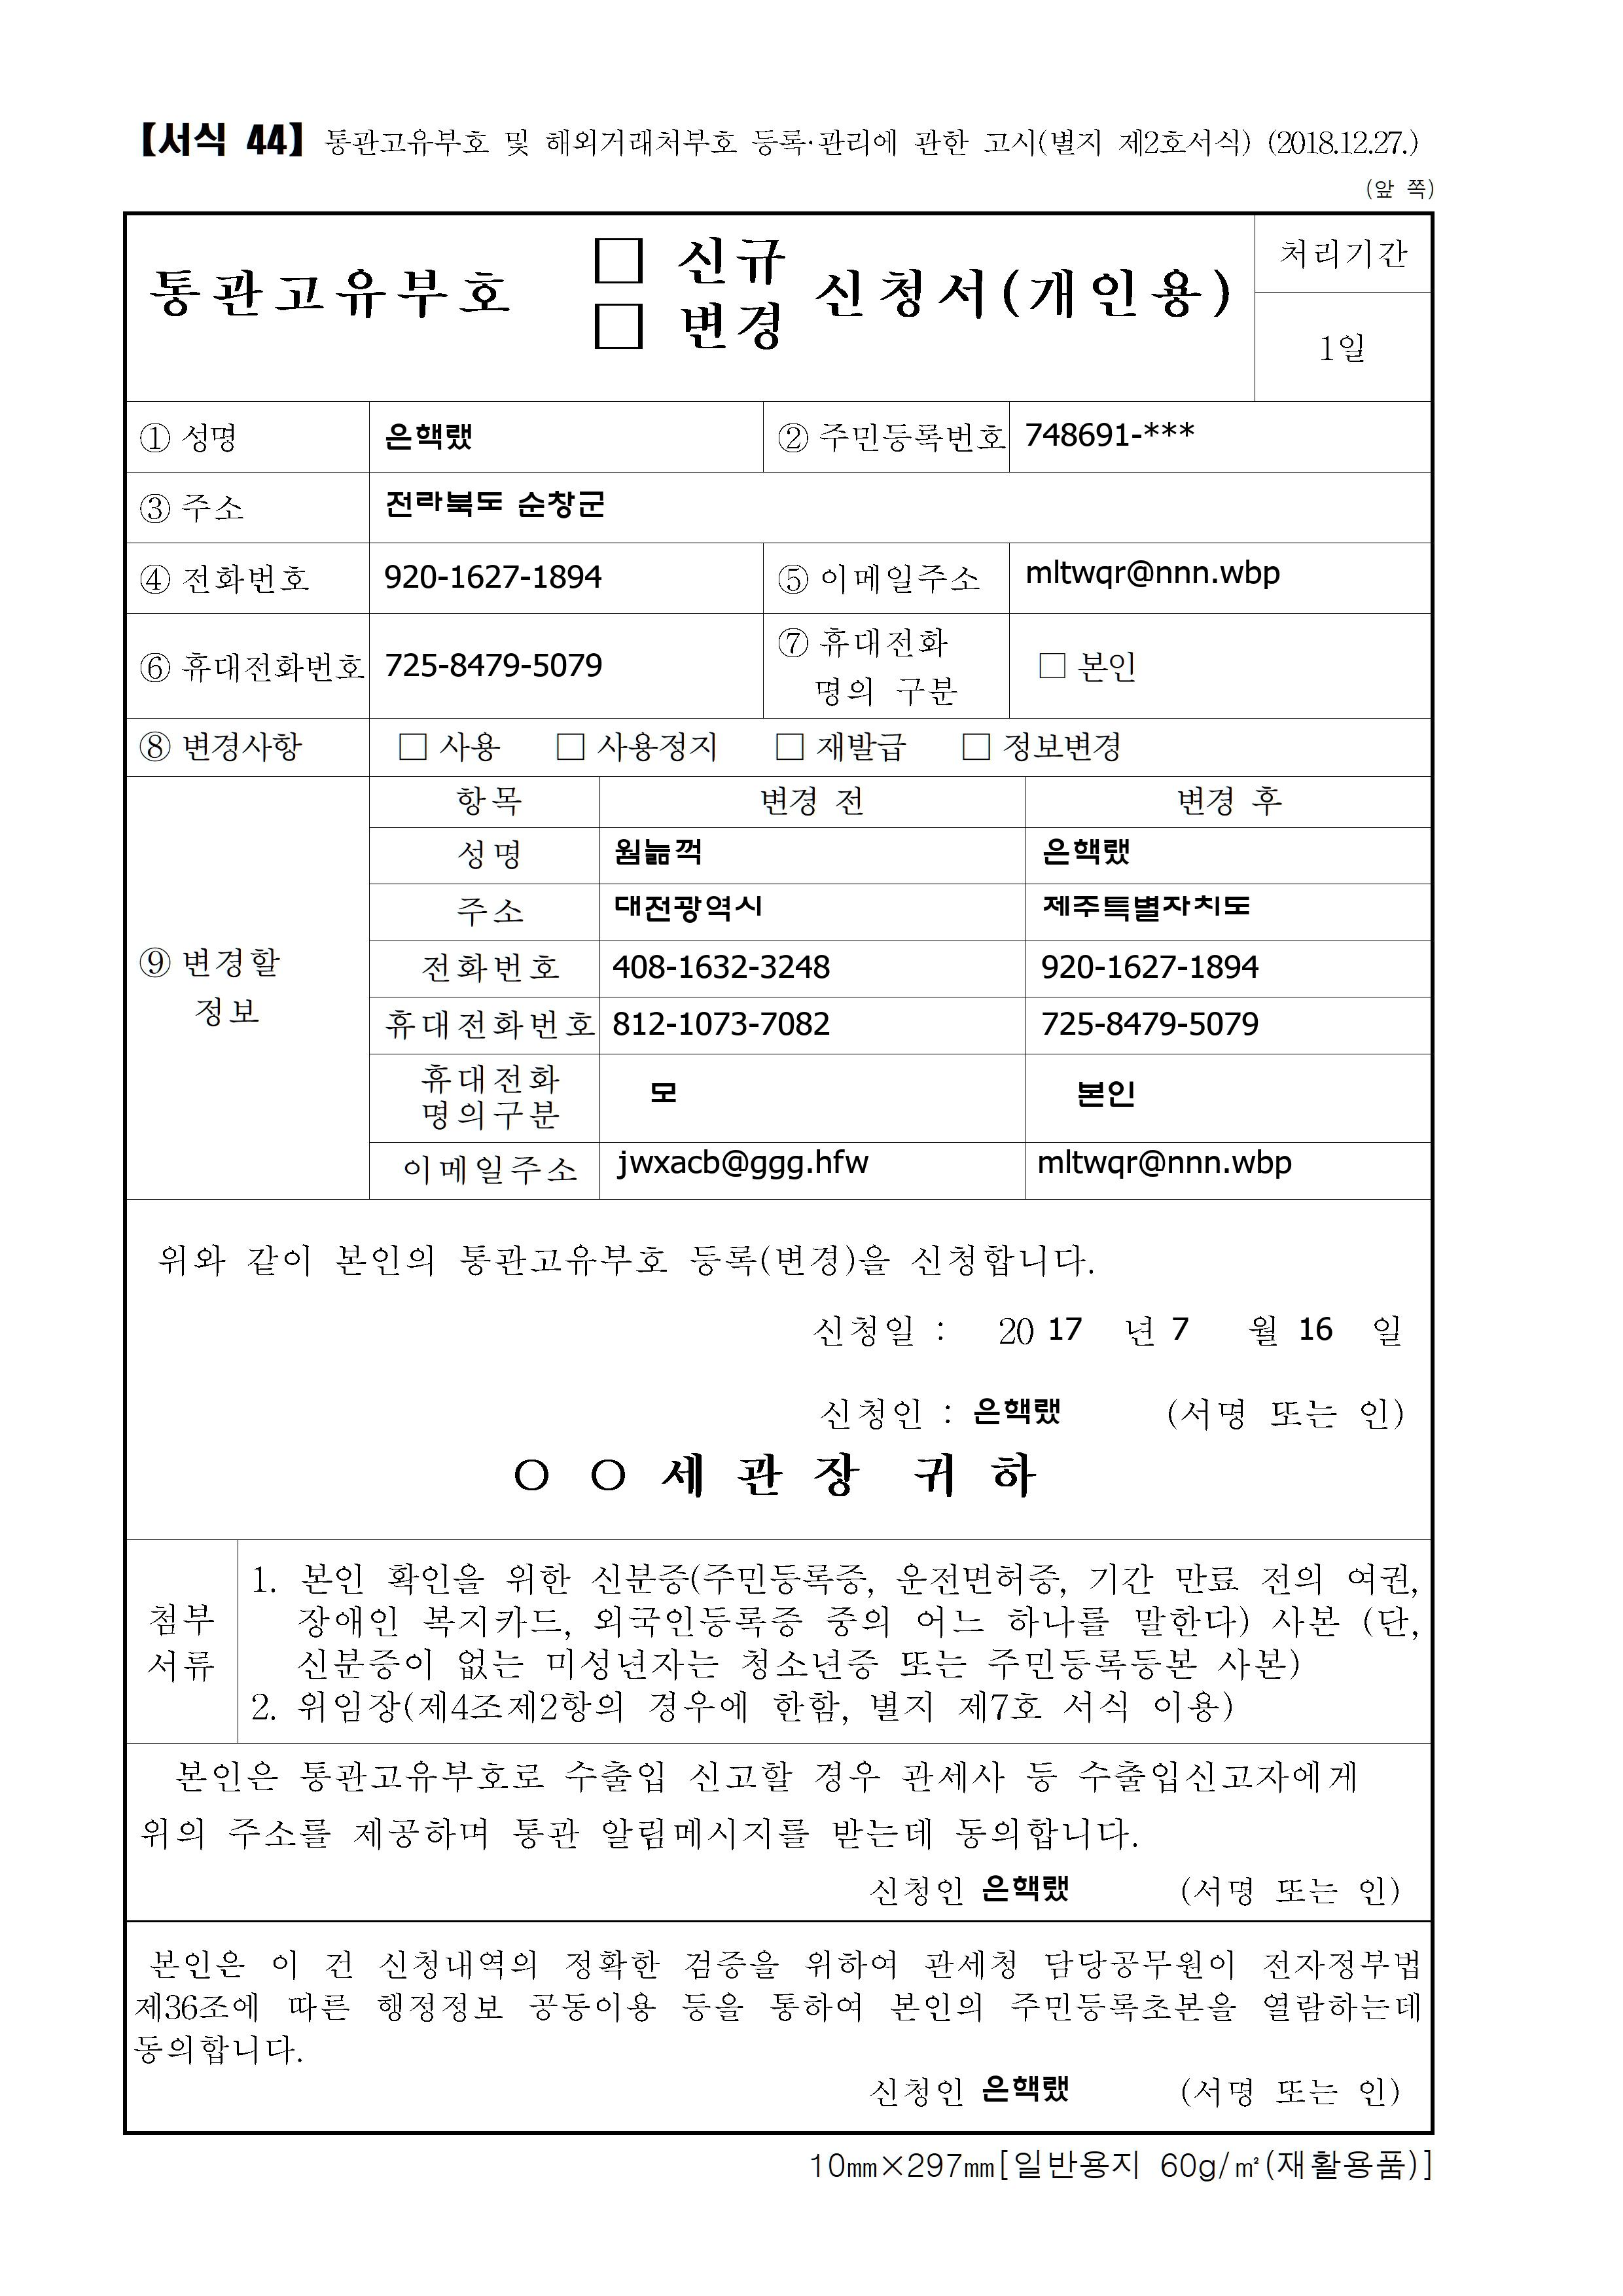 【서식 44】 통관고유부호 및 해외거래처부호 등록·관리에 관한 고시(별지 제2호서식) (2018.12.27.)
(앞 쪽)
통관고유부호 □ 신규 □ 변경 신청서(개인용)
처리기간
1일
① 성명 은핵랬 ② 주민등록번호 748691-***
③ 주소 전라북도 순창군
④ 전화번호 920-1627-1894 ⑤ 이메일주소 mltwqr@nnn.wbp
⑥ 휴대전화번호 725-8479-5079 ⑦ 휴대전화 명의 구분 □ 본인
⑧ 변경사항 □ 사용 □ 사용정지 □ 재발급 □ 정보변경
⑨ 변경할 정보
항목 변경 전 변경 후
성명 웜늚꺽 은핵랬
주소 대전광역시 제주특별자치도
전화번호 408-1632-3248 920-1627-1894
휴대전화번호 812-1073-7082 725-8479-5079
휴대전화 명의구분 모 본인
이메일주소 jwxacb@ggg.hfw mltwqr@nnn.wbp
위와 같이 본인의 통관고유부호 등록(변경)을 신청합니다.
신청일 : 20 17 년 7 월 16 일
신청인 : 은핵랬 (서명 또는 인)
○ ○ 세 관 장 귀 하
첨부 서류
1. 본인 확인을 위한 신분증(주민등록증, 운전면허증, 기간 만료 전의 여권,
장애인 복지카드, 외국인등록증 중의 어느 하나를 말한다) 사본 (단,
신분증이 없는 미성년자는 청소년증 또는 주민등록등본 사본)
2. 위임장(제4조제2항의 경우에 한함, 별지 제7호 서식 이용)
본인은 통관고유부호로 수출입 신고할 경우 관세사 등 수출입신고자에게
위의 주소를 제공하며 통관 알림메시지를 받는데 동의합니다.
신청인 은핵랬 (서명 또는 인)
본인은 이 건 신청내역의 정확한 검증을 위하여 관세청 담당공무원이 전자정부법
제36조에 따른 행정정보 공동이용 등을 통하여 본인의 주민등록초본을 열람하는데
동의합니다.
신청인 은핵랬 (서명 또는 인)
10㎜×297㎜[일반용지 60g/㎡(재활용품)]